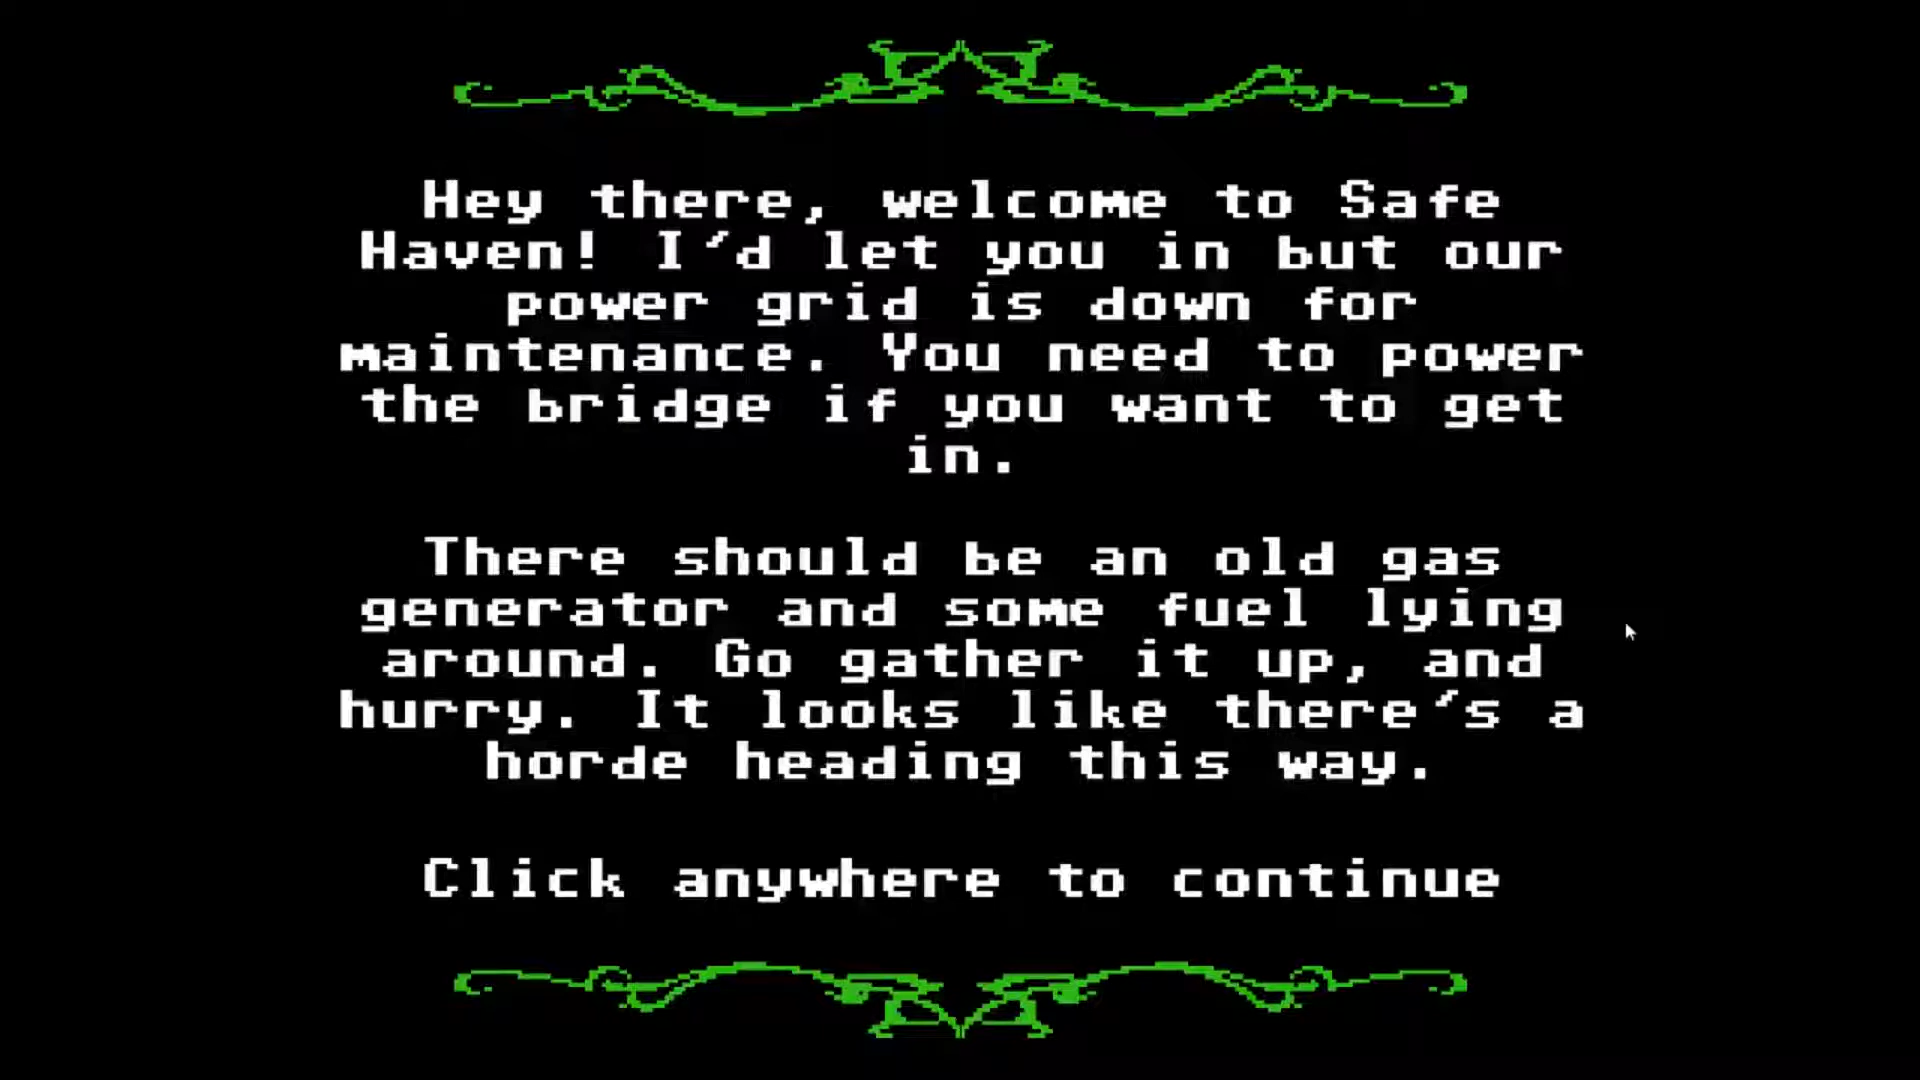 Hey there, welcome to Safe
Haven! I'd let you in but our
power grid is down for
maintenance. You need to power
the bridge if you want to get
in.
There should be an old gas
generator and some fuel lying
around. Go gather it up, and
hurry. It looks like there's a
horde heading this way.
Click anywhere to continue